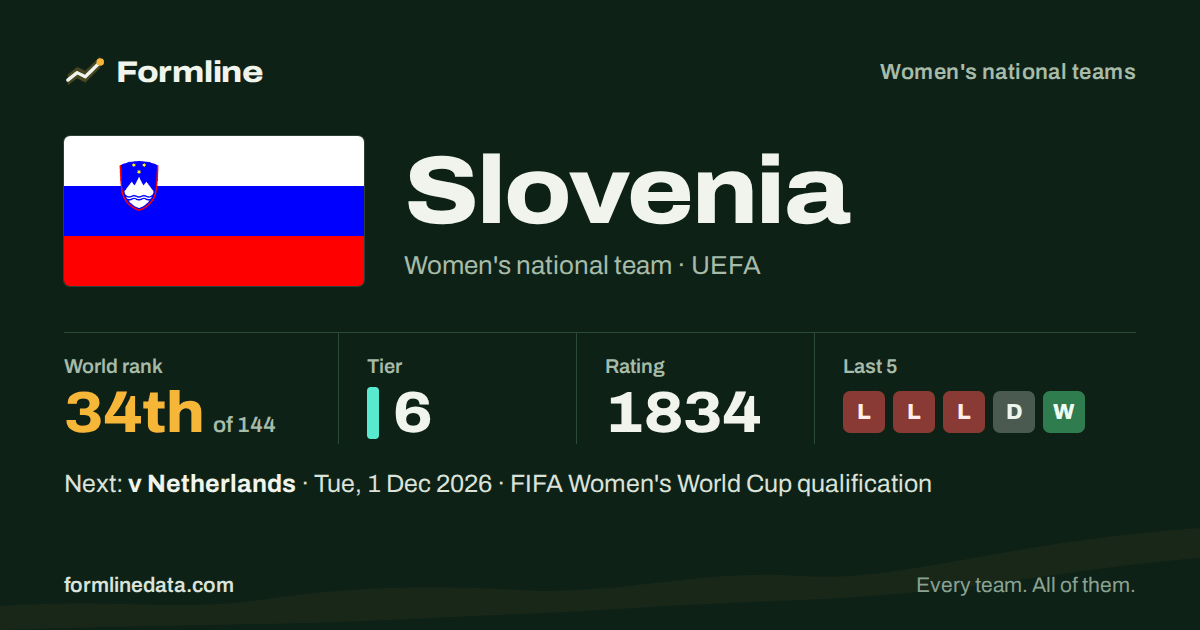 Formline
Women's national teams
Slovenia
Women's national team · UEFA
World rank
34th of 144
Tier
6
Rating
1834
Last 5
L L L D W
Next: v Netherlands · Tue, 1 Dec 2026 · FIFA Women's World Cup qualification
formlinedata.com
Every team. All of them.